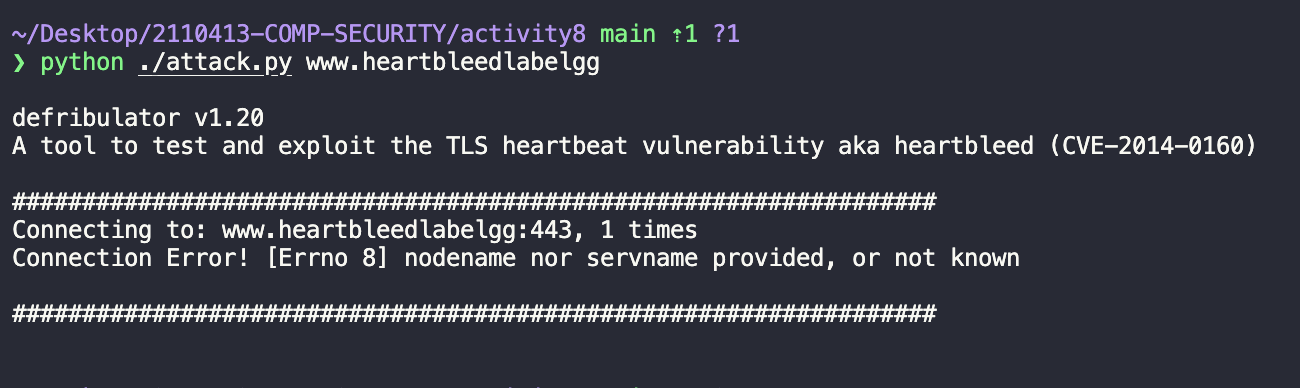 ~/Desktop/2110413-COMP-SECURITY/activity8 main ⇡1 ?1
❯ python ./attack.py www.heartbleedlabelgg
defribulator v1.20
A tool to test and exploit the TLS heartbeat vulnerability aka heartbleed (CVE-2014-0160)
##################################################################
Connecting to: www.heartbleedlabelgg:443, 1 times
Connection Error! [Errno 8] nodename nor servname provided, or not known
##################################################################